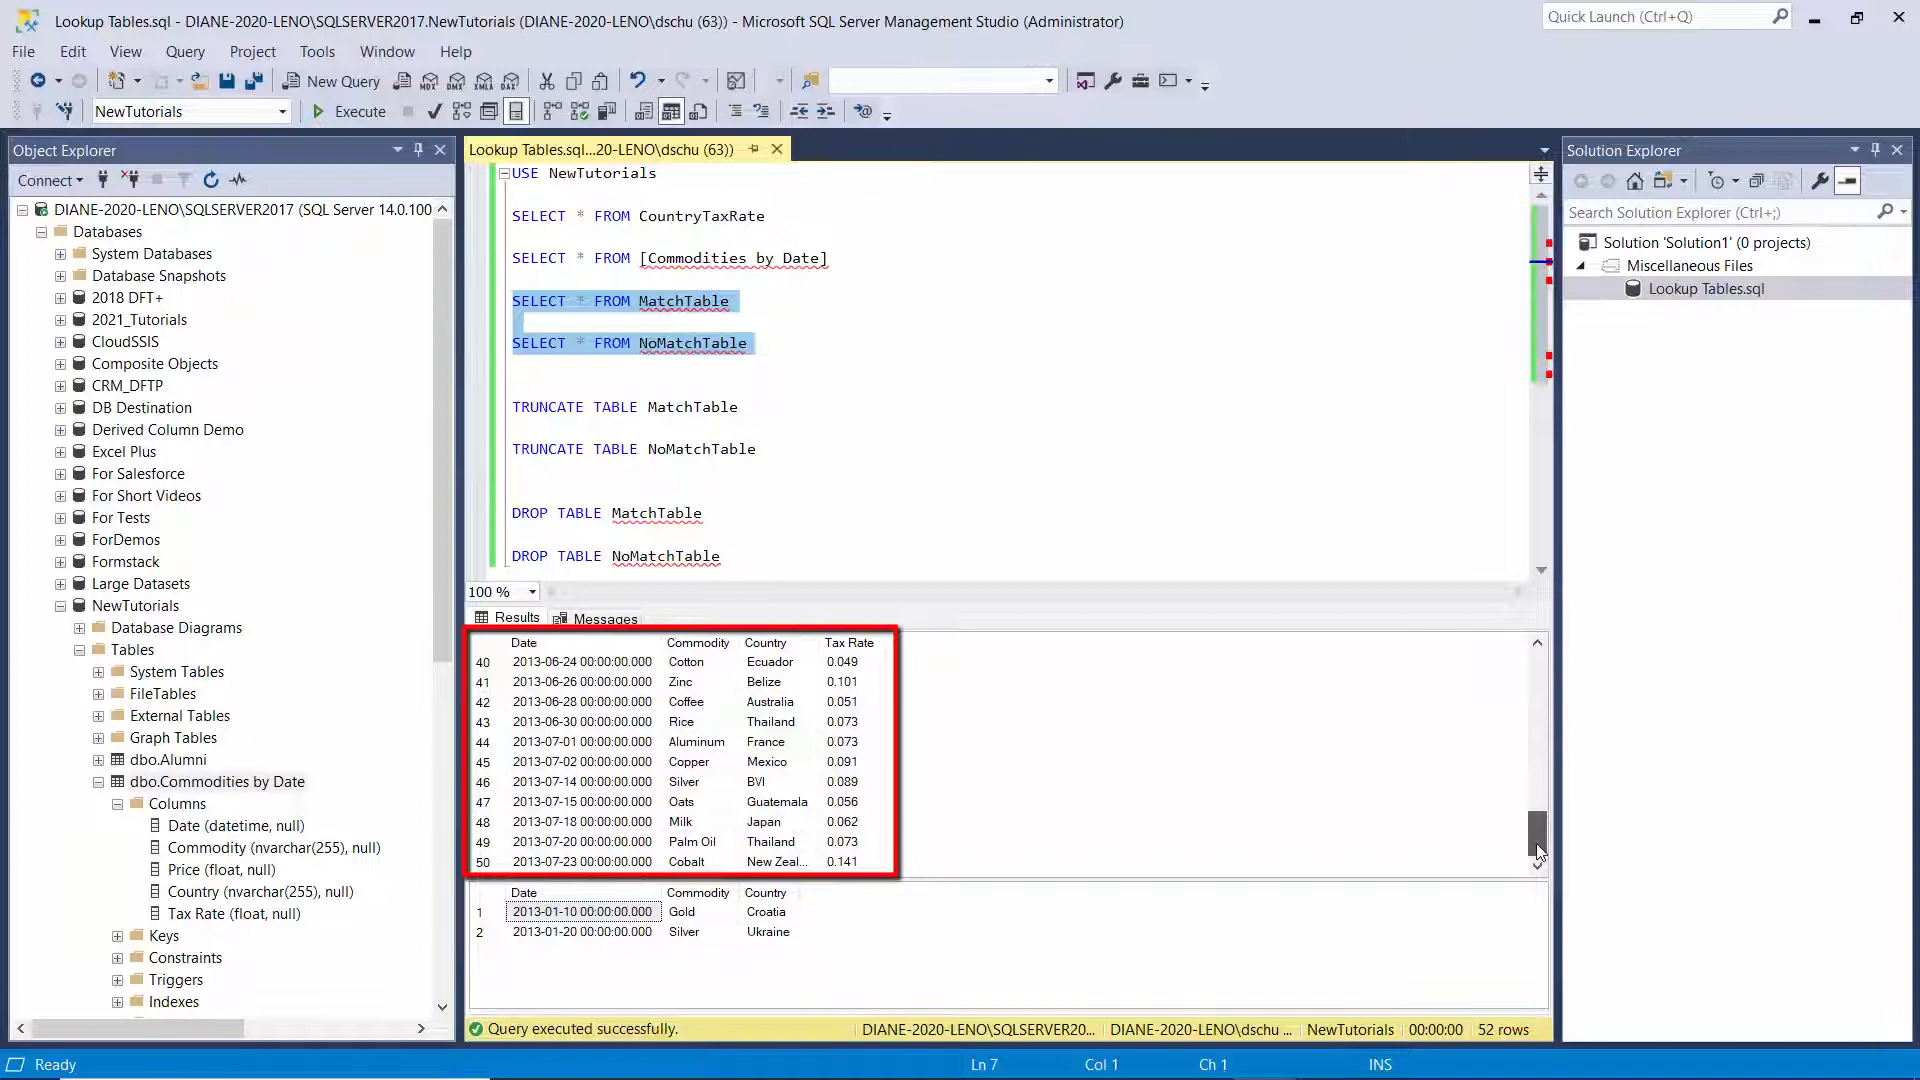 Lookup Tables.sql - DIANE-2020-LENO\SQLSERVER2017.NewTutorials (DIANE-2020-LENO\dschu (63)) - Microsoft SQL Server Management Studio (Administrator)
Quick Launch (Ctrl+Q)
File Edit View Query Project Tools Window Help
New Query
MDX DMX XMLA DAX
NewTutorials
Execute
Object Explorer
Connect
DIANE-2020-LENO\SQLSERVER2017 (SQL Server 14.0.100
Databases
System Databases
Database Snapshots
2018 DFT+
2021_Tutorials
CloudSSIS
Composite Objects
CRM_DFTP
DB Destination
Derived Column Demo
Excel Plus
For Salesforce
For Short Videos
For Tests
ForDemos
Formstack
Large Datasets
NewTutorials
Database Diagrams
Tables
System Tables
FileTables
External Tables
Graph Tables
dbo.Alumni
dbo.Commodities by Date
Columns
Date (datetime, null)
Commodity (nvarchar(255), null)
Price (float, null)
Country (nvarchar(255), null)
Tax Rate (float, null)
Keys
Constraints
Triggers
Indexes
Lookup Tables.sql...20-LENO\dschu (63))
USE NewTutorials
SELECT * FROM CountryTaxRate
SELECT * FROM [Commodities by Date]
SELECT * FROM MatchTable
SELECT * FROM NoMatchTable
TRUNCATE TABLE MatchTable
TRUNCATE TABLE NoMatchTable
DROP TABLE MatchTable
DROP TABLE NoMatchTable
100 %
Results Messages
Date Commodity Country Tax Rate
40 2013-06-24 00:00:00.000 Cotton Ecuador 0.049
41 2013-06-26 00:00:00.000 Zinc Belize 0.101
42 2013-06-28 00:00:00.000 Coffee Australia 0.051
43 2013-06-30 00:00:00.000 Rice Thailand 0.073
44 2013-07-01 00:00:00.000 Aluminum France 0.073
45 2013-07-02 00:00:00.000 Copper Mexico 0.091
46 2013-07-14 00:00:00.000 Silver BVI 0.089
47 2013-07-15 00:00:00.000 Oats Guatemala 0.056
48 2013-07-18 00:00:00.000 Milk Japan 0.062
49 2013-07-20 00:00:00.000 Palm Oil Thailand 0.073
50 2013-07-23 00:00:00.000 Cobalt New Zeal... 0.141
Date Commodity Country
1 2013-01-10 00:00:00.000 Gold Croatia
2 2013-01-20 00:00:00.000 Silver Ukraine
Query executed successfully. DIANE-2020-LENO\SQLSERVER20... DIANE-2020-LENO\dschu ... NewTutorials 00:00:00 52 rows
Solution Explorer
Search Solution Explorer (Ctrl+;)
Solution 'Solution1' (0 projects)
Miscellaneous Files
Lookup Tables.sql
Ready Ln 7 Col 1 Ch 1 INS